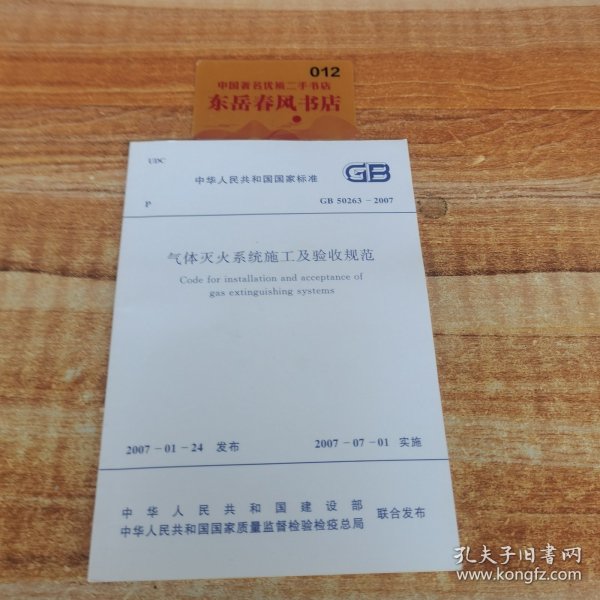 012
中国著名优质二手书店
东岳春风书店
UDC
中华人民共和国国家标准
GB
P
GB 50263-2007
气体灭火系统施工及验收规范
Code for installation and acceptance of
gas extinguishing systems
2007-01-24 发布
2007-07-01 实施
中华人民共和国建设部
中华人民共和国国家质量监督检验检疫总局
联合发布
孔夫子旧书网
www.kongfz.com